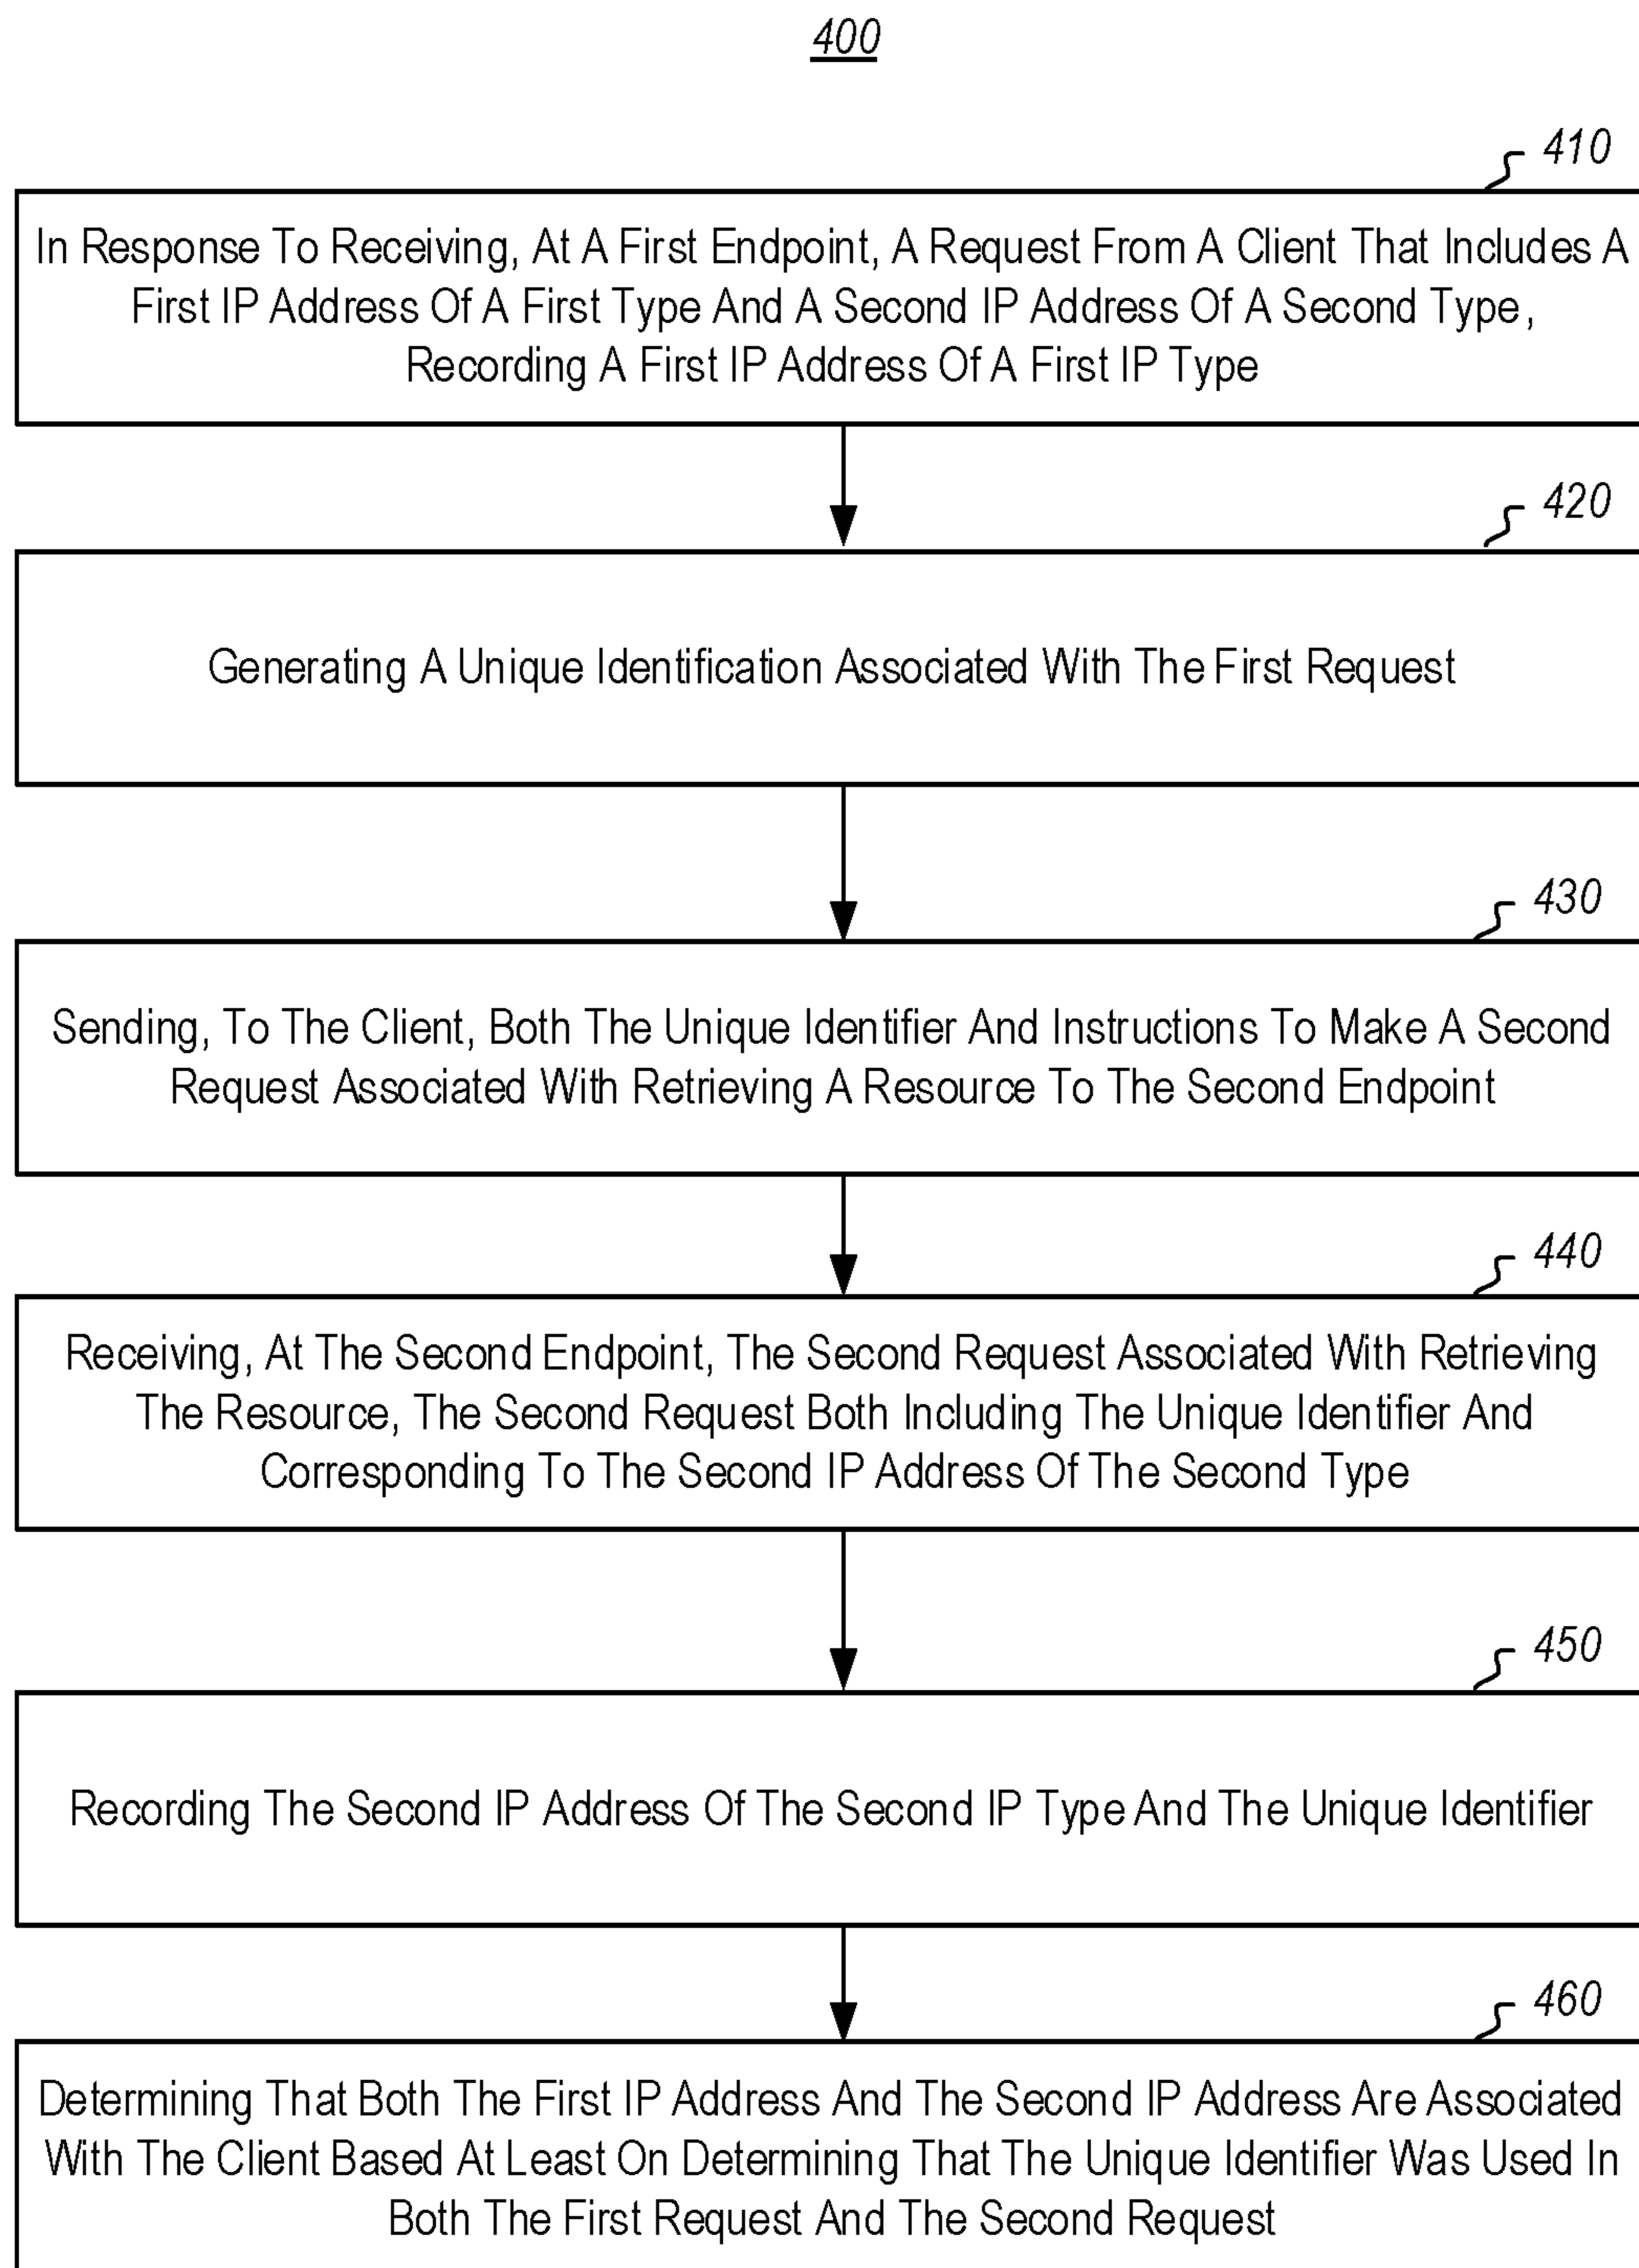 400
410
In Response To Receiving, At A First Endpoint, A Request From A Client That Includes A
First IP Address Of A First Type And A Second IP Address Of A Second Type,
Recording A First IP Address Of A First IP Type
420
Generating A Unique Identification Associated With The First Request
430
Sending, To The Client, Both The Unique Identifier And Instructions To Make A Second
Request Associated With Retrieving A Resource To The Second Endpoint
440
Receiving, At The Second Endpoint, The Second Request Associated With Retrieving
The Resource, The Second Request Both Including The Unique Identifier And
Corresponding To The Second IP Address Of The Second Type
450
Recording The Second IP Address Of The Second IP Type And The Unique Identifier
460
Determining That Both The First IP Address And The Second IP Address Are Associated
With The Client Based At Least On Determining That The Unique Identifier Was Used In
Both The First Request And The Second Request